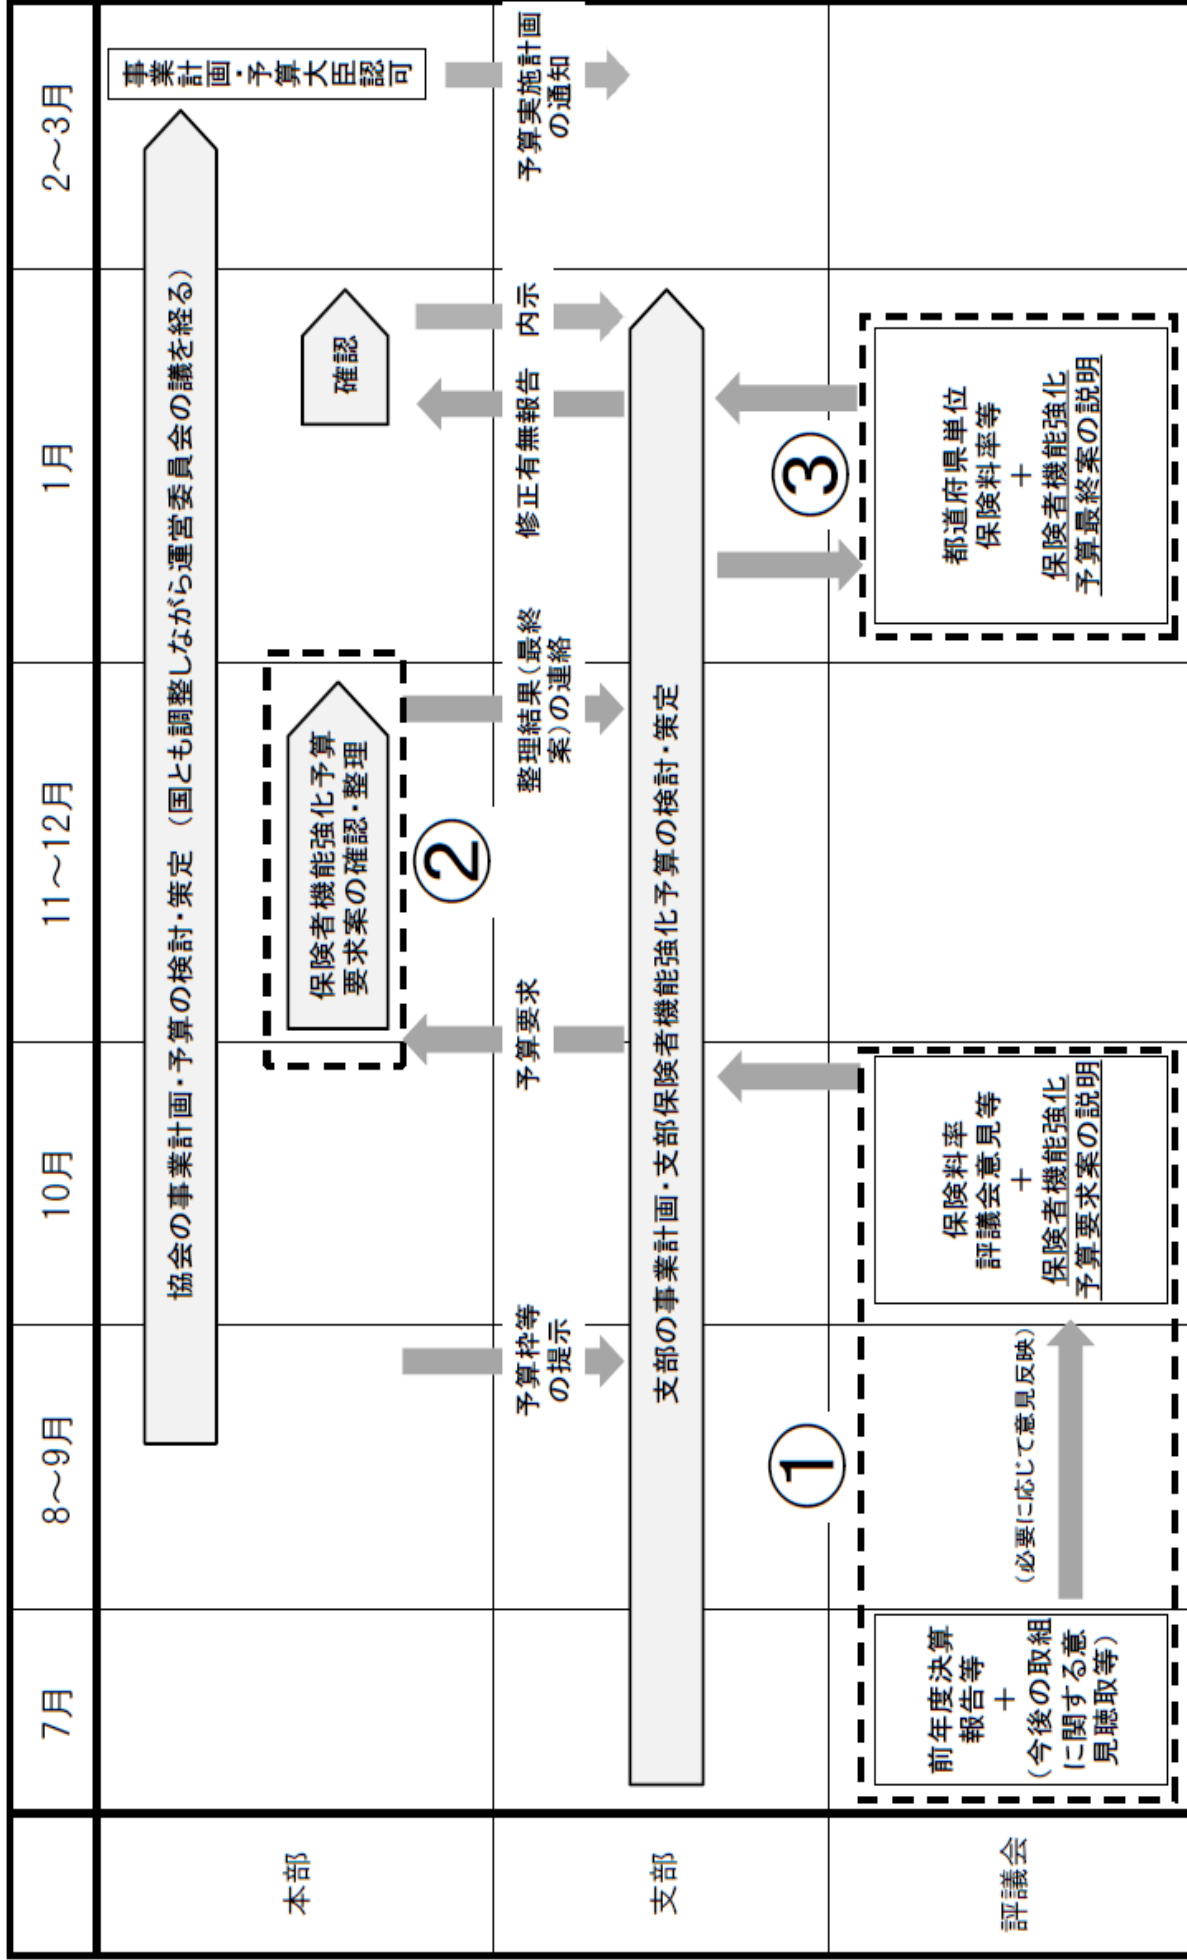 7月
8～9月
10月
11～12月
1月
2～3月
本部
協会の事業計画・予算の検討・策定 （国とも調整しながら運営委員会の議を経る）
事業計画・予算大臣認可
保険者機能強化予算
要求案の確認・整理
②
確認
予算枠等
の提示
予算要求
整理結果（最終
案）の連絡
修正有無報告
内示
予算実施計画
の通知
支部
支部の事業計画・支部保険者機能強化予算の検討・策定
①
③
評議会
前年度決算
報告等
＋
（今後の取組
に関する意
見聴取等）
（必要に応じて意見反映）
保険料率
評議会意見等
＋
保険者機能強化
予算要求案の説明
都道府県単位
保険料率等
＋
保険者機能強化
予算最終案の説明